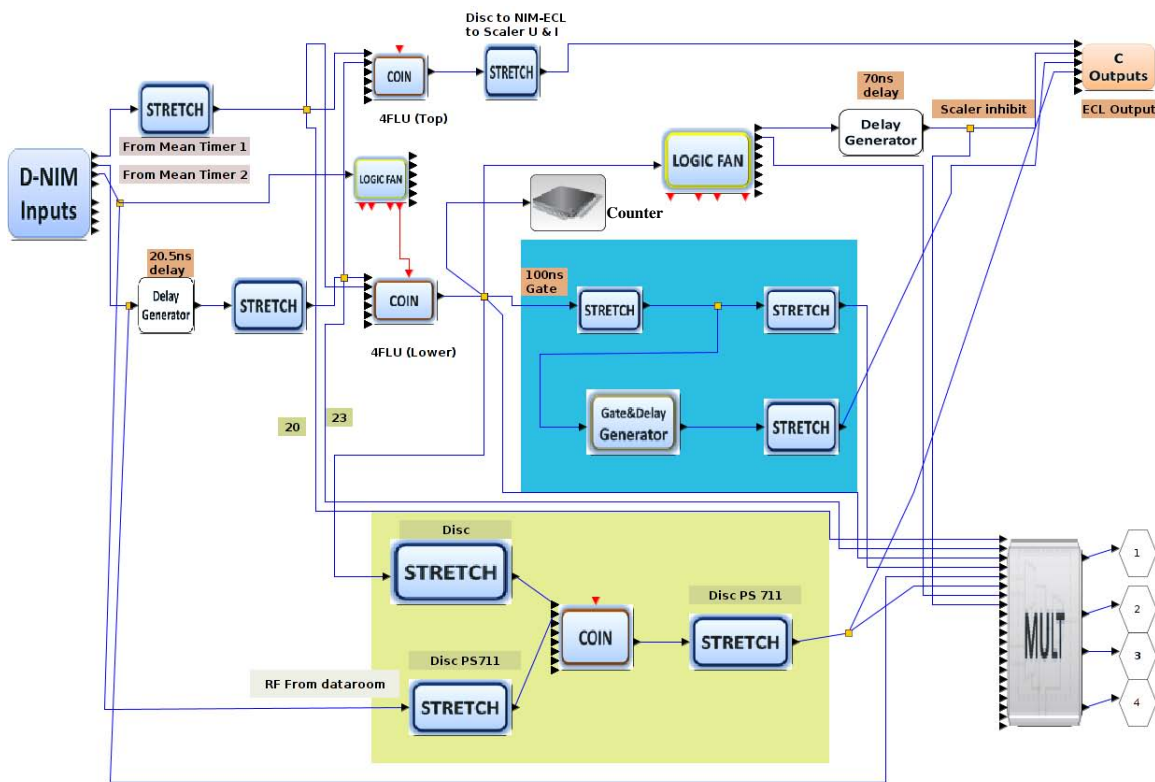 Disc to NIM-ECL
to Scaler U & I
STRETCH
From Mean Timer 1
From Mean Timer 2
D-NIM
Inputs
COIN
4FLU (Top)
STRETCH
C
Outputs
ECL Output
70ns
delay
Delay
Generator
Scaler inhibit
LOGIC FAN
LOGIC FAN
Counter
20.5ns
delay
Delay
Generator
STRETCH
COIN
4FLU (Lower)
100ns
Gate
STRETCH
STRETCH
Gate&Delay
Generator
STRETCH
20
23
Disc
STRETCH
COIN
Disc PS 711
STRETCH
Disc PS711
STRETCH
RF From dataroom
MULT
1
2
3
4